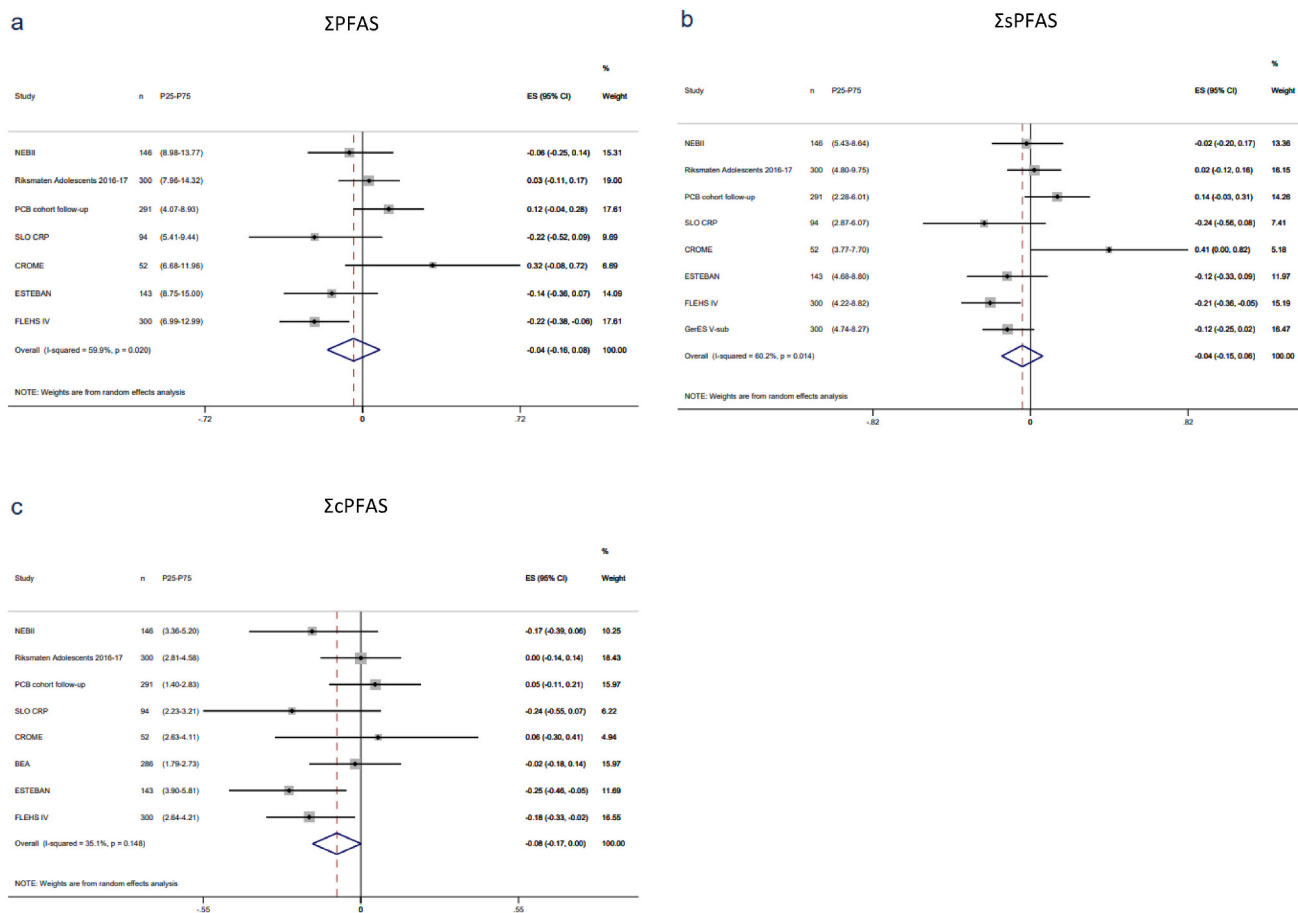 a
ΣPFAS
%
Study n P25-P75 ES (95% CI) Weight
NEBII 146 (8.98-13.77) -0.06 (-0.25, 0.14) 15.31
Riksmaten Adolescents 2016-17 300 (7.96-14.32) 0.03 (-0.11, 0.17) 19.00
PCB cohort follow-up 291 (4.07-8.93) 0.12 (-0.04, 0.28) 17.61
SLO CRP 94 (5.41-9.44) -0.22 (-0.52, 0.09) 9.69
CROME 52 (6.68-11.96) 0.32 (-0.08, 0.72) 6.69
ESTEBAN 143 (8.75-15.00) -0.14 (-0.36, 0.07) 14.09
FLEHS IV 300 (6.99-12.99) -0.22 (-0.38, -0.06) 17.61
Overall (I-squared = 59.9%, p = 0.020) -0.04 (-0.16, 0.08) 100.00
NOTE: Weights are from random effects analysis
-.72 0 .72
b
ΣsPFAS
%
Study n P25-P75 ES (95% CI) Weight
NEBII 146 (5.43-8.64) -0.02 (-0.20, 0.17) 13.36
Riksmaten Adolescents 2016-17 300 (4.80-9.75) 0.02 (-0.12, 0.16) 16.15
PCB cohort follow-up 291 (2.28-6.01) 0.14 (-0.03, 0.31) 14.26
SLO CRP 94 (2.87-6.07) -0.24 (-0.56, 0.08) 7.41
CROME 52 (3.77-7.70) 0.41 (0.00, 0.82) 5.18
ESTEBAN 143 (4.68-8.80) -0.12 (-0.33, 0.09) 11.97
FLEHS IV 300 (4.22-8.82) -0.21 (-0.36, -0.05) 15.19
GerES V-sub 300 (4.74-8.27) -0.12 (-0.25, 0.02) 16.47
Overall (I-squared = 60.2%, p = 0.014) -0.04 (-0.15, 0.06) 100.00
NOTE: Weights are from random effects analysis
-.82 0 .82
c
ΣcPFAS
%
Study n P25-P75 ES (95% CI) Weight
NEBII 146 (3.36-5.20) -0.17 (-0.39, 0.06) 10.25
Riksmaten Adolescents 2016-17 300 (2.81-4.58) 0.00 (-0.14, 0.14) 18.43
PCB cohort follow-up 291 (1.40-2.83) 0.05 (-0.11, 0.21) 15.97
SLO CRP 94 (2.23-3.21) -0.24 (-0.55, 0.07) 6.22
CROME 52 (2.63-4.11) 0.06 (-0.30, 0.41) 4.94
BEA 286 (1.79-2.73) -0.02 (-0.18, 0.14) 15.97
ESTEBAN 143 (3.90-5.81) -0.25 (-0.46, -0.05) 11.69
FLEHS IV 300 (2.64-4.21) -0.18 (-0.33, -0.02) 16.55
Overall (I-squared = 35.1%, p = 0.148) -0.08 (-0.17, 0.00) 100.00
NOTE: Weights are from random effects analysis
-.55 0 .55